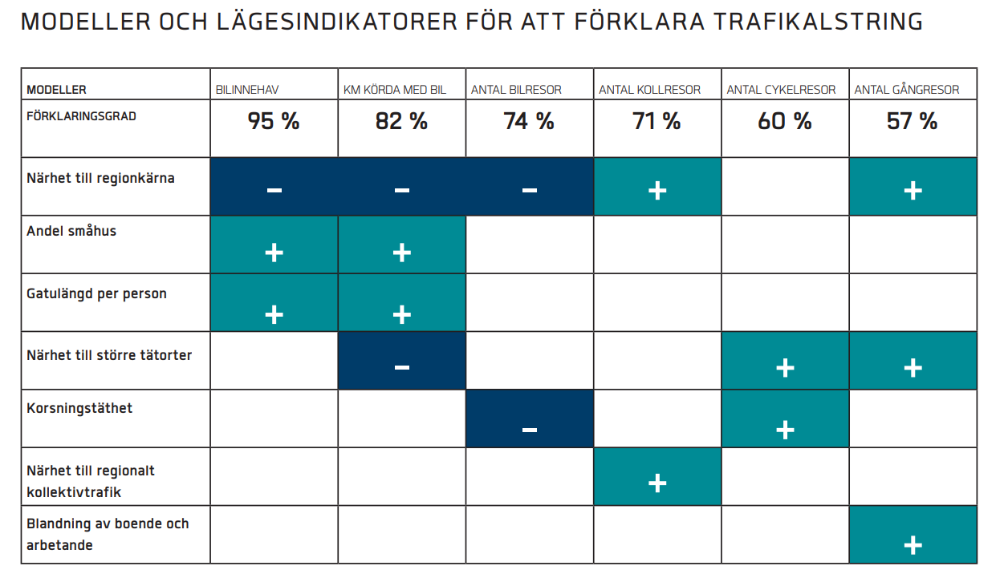 MODELLER OCH LÄGESINDIKATORER FÖR ATT FÖRKLARA TRAFIKALSTRING
MODELLER BILINNEHAV KM KÖRDA MED BIL ANTAL BILRESOR ANTAL KOLLRESOR ANTAL CYKELRESOR ANTAL GÅNGRESOR
FÖRKLARINGSGRAD 95 % 82 % 74 % 71 % 60 % 57 %
Närhet till regionkärna − − − + +
Andel småhus + +
Gatulängd per person + +
Närhet till större tätorter − + +
Korsningstäthet − +
Närhet till regionalt
kollektivtrafik +
Blandning av boende och
arbetande +